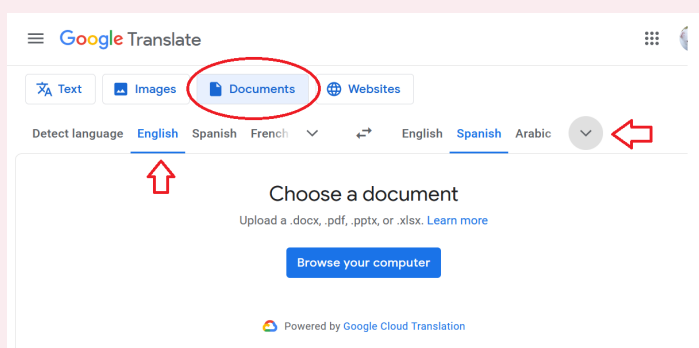 Google Translate
Text Images Documents Websites
Detect language English Spanish French English Spanish Arabic
Choose a document
Upload a .docx, .pdf, .pptx, or .xlsx. Learn more
Browse your computer
Powered by Google Cloud Translation